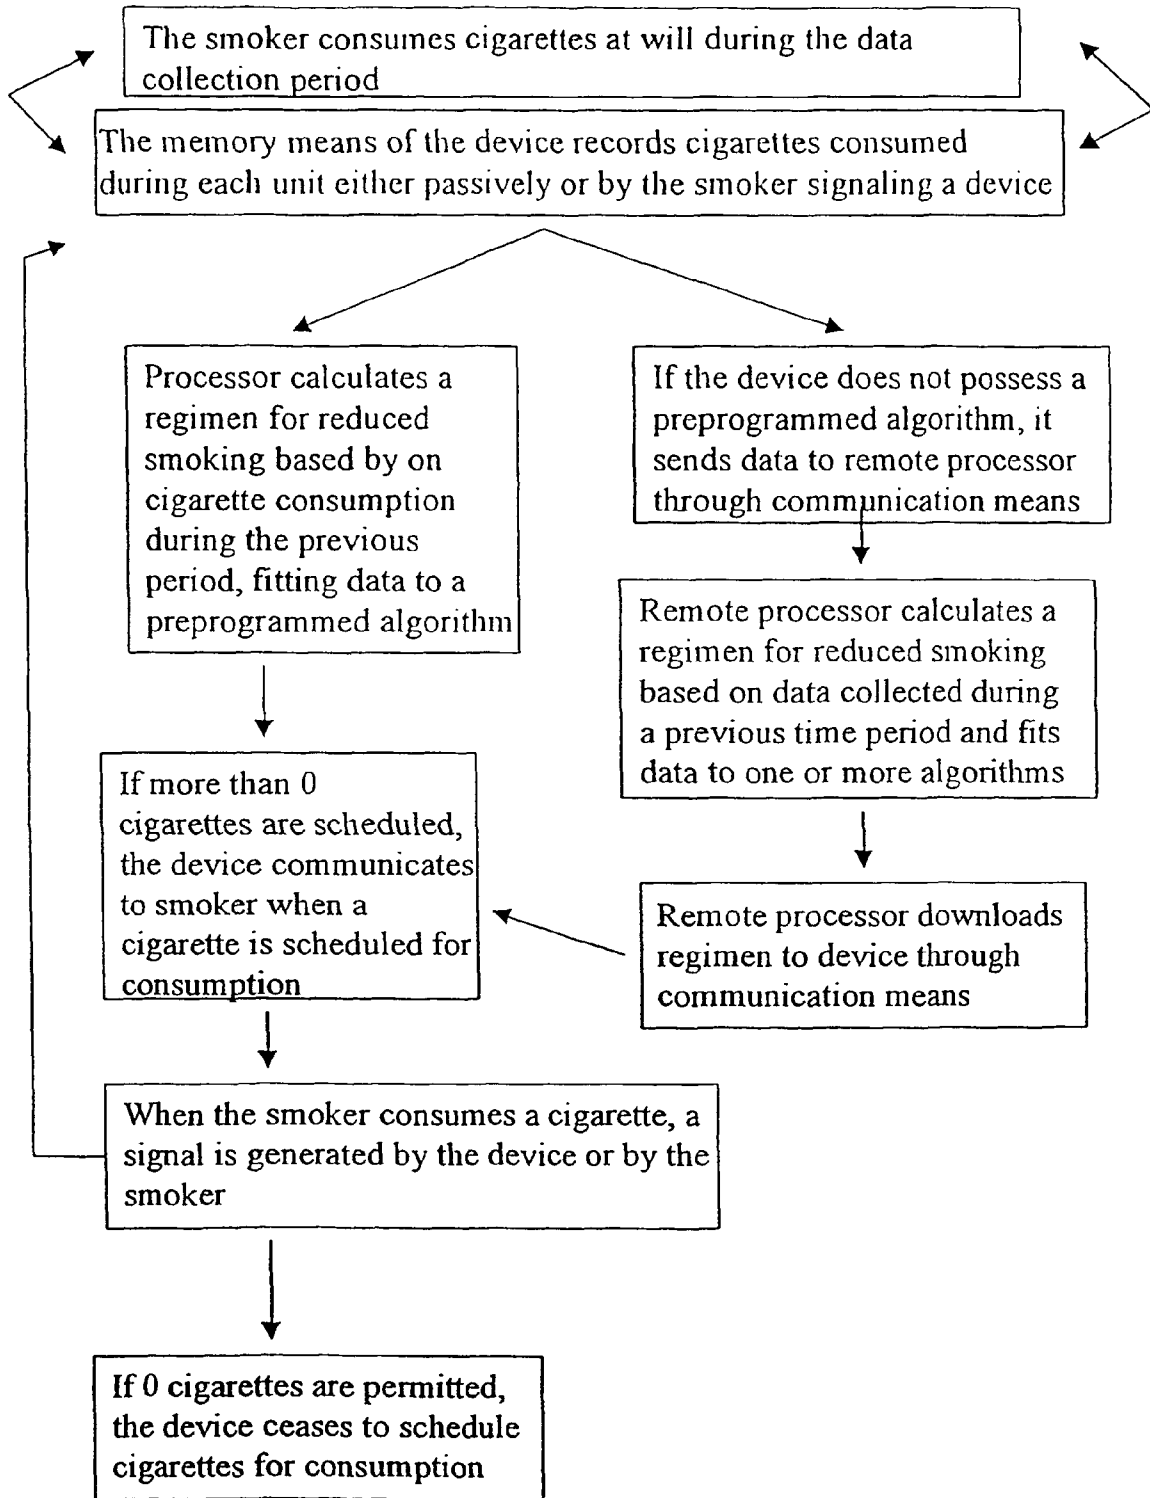 The smoker consumes cigarettes at will during the data
collection period
The memory means of the device records cigarettes consumed
during each unit either passively or by the smoker signaling a device
Processor calculates a
regimen for reduced
smoking based by on
cigarette consumption
during the previous
period, fitting data to a
preprogrammed algorithm
If the device does not possess a
preprogrammed algorithm, it
sends data to remote processor
through communication means
Remote processor calculates a
regimen for reduced smoking
based on data collected during
a previous time period and fits
data to one or more algorithms
If more than 0
cigarettes are scheduled,
the device communicates
to smoker when a
cigarette is scheduled for
consumption
Remote processor downloads
regimen to device through
communication means
When the smoker consumes a cigarette, a
signal is generated by the device or by the
smoker
If 0 cigarettes are permitted,
the device ceases to schedule
cigarettes for consumption